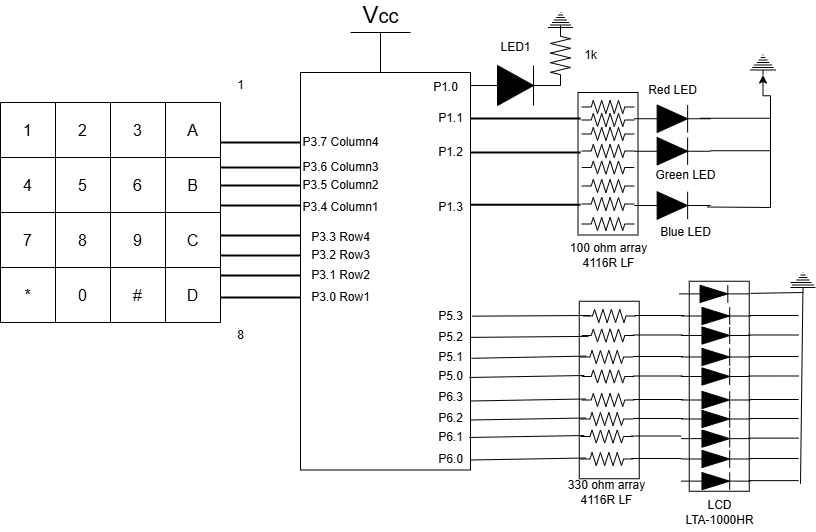 Vcc
LED1
1k
1
P1.0
Red LED
P1.1
1 2 3 A
P3.7 Column4
P1.2
P3.6 Column3
Green LED
4 5 6 B
P3.5 Column2
P3.4 Column1
P1.3
Blue LED
7 8 9 C
P3.3 Row4
P3.2 Row3
100 ohm array
4116R LF
P3.1 Row2
* 0 # D
P3.0 Row1
8
P5.3
P5.2
P5.1
P5.0
P6.3
P6.2
P6.1
P6.0
330 ohm array
4116R LF
LCD
LTA-1000HR